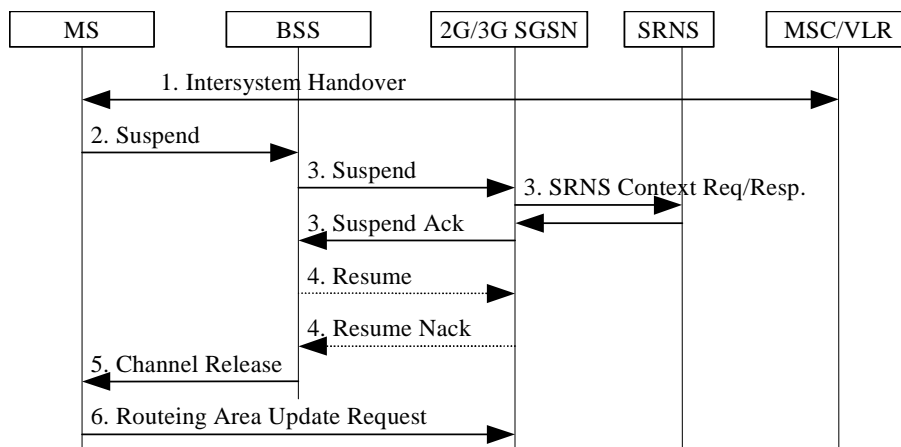 MS
BSS
2G/3G SGSN
SRNS
MSC/VLR
1. Intersystem Handover
2. Suspend
3. Suspend
3. SRNS Context Req/Resp.
3. Suspend Ack
4. Resume
4. Resume Nack
5. Channel Release
6. Routeing Area Update Request